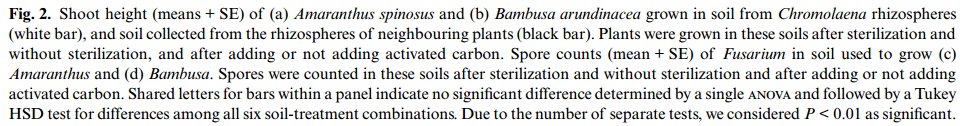 Fig. 2. Shoot height (means + SE) of (a) Amaranthus spinosus and (b) Bambusa arundinacea grown in soil from Chromolaena rhizospheres
(white bar), and soil collected from the rhizospheres of neighbouring plants (black bar). Plants were grown in these soils after sterilization and
without sterilization, and after adding or not adding activated carbon. Spore counts (mean + SE) of Fusarium in soil used to grow (c)
Amaranthus and (d) Bambusa. Spores were counted in these soils after sterilization and without sterilization and after adding or not adding
activated carbon. Shared letters for bars within a panel indicate no significant difference determined by a single ANOVA and followed by a Tukey
HSD test for differences among all six soil-treatment combinations. Due to the number of separate tests, we considered P < 0.01 as significant.